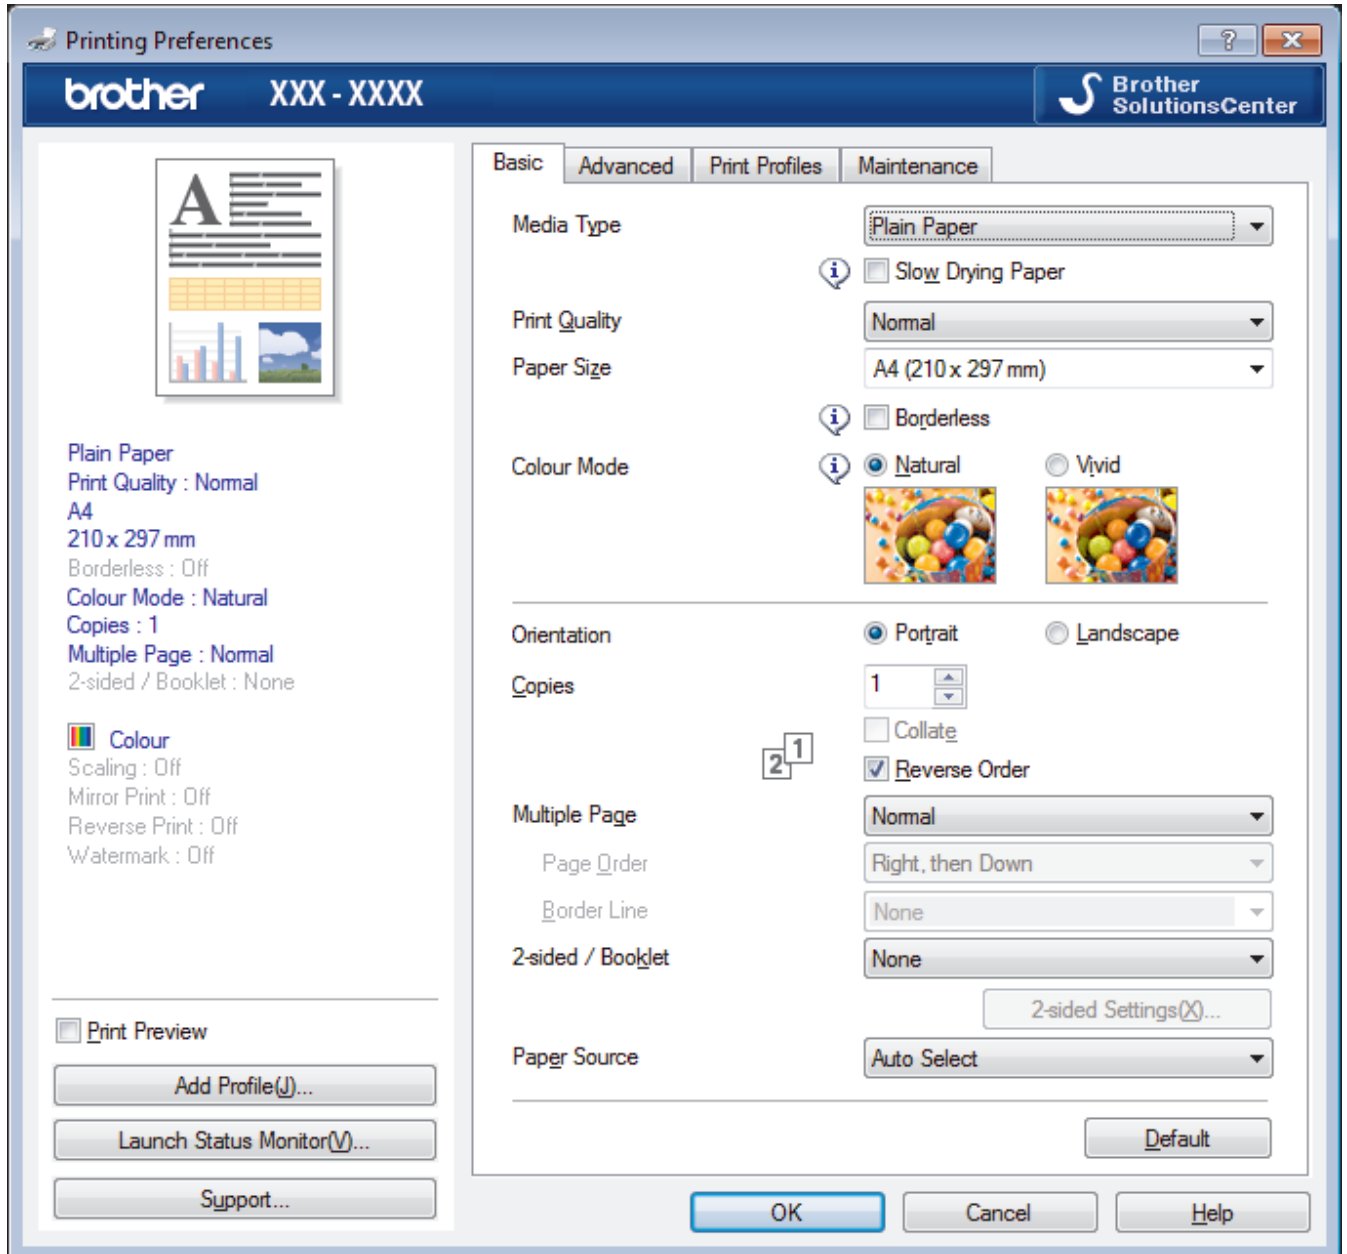 Printing Preferences
?
brother XXX - XXXX
Brother
SolutionsCenter
A
Plain Paper
Print Quality : Normal
A4
210 x 297 mm
Borderless : Off
Colour Mode : Natural
Copies : 1
Multiple Page : Normal
2-sided / Booklet : None
Colour
Scaling : Off
Mirror Print : Off
Reverse Print : Off
Watermark : Off
Print Preview
Add Profile(J)...
Launch Status Monitor(V)...
Support...
Basic Advanced Print Profiles Maintenance
Media Type Plain Paper
i Slow Drying Paper
Print Quality Normal
Paper Size A4 (210 x 297 mm)
i Borderless
Colour Mode i Natural Vivid
Orientation Portrait Landscape
Copies 1
Collate
2 1
Reverse Order
Multiple Page Normal
Page Order Right, then Down
Border Line None
2-sided / Booklet None
2-sided Settings(X)...
Paper Source Auto Select
Default
OK Cancel Help